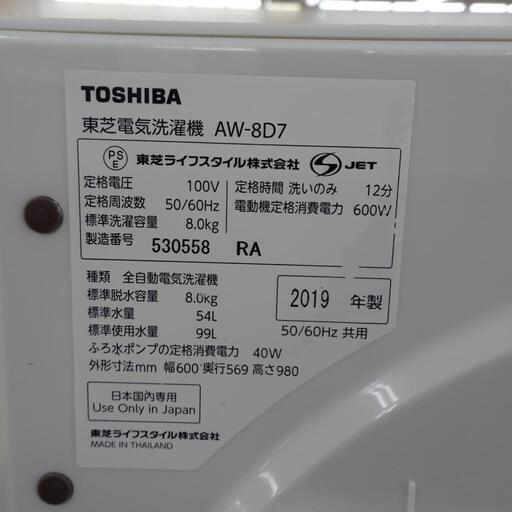 TOSHIBA
東芝電気洗濯機 AW-8D7
PS E 東芝ライフスタイル株式会社 S JET
定格電圧 100V 定格時間 洗いのみ 12分
定格周波数 50/60Hz 電動機定格消費電力 600W
標準洗濯容量 8.0kg
製造番号 530558 RA
種類 全自動電気洗濯機
標準脱水容量 8.0kg 2019 年製
標準水量 54L
標準使用水量 99L 50/60Hz 共用
ふろ水ポンプの定格消費電力 40W
外形寸法mm 幅600 奥行569 高さ980
日本国内専用
Use Only in Japan
東芝ライフスタイル株式会社
MADE IN THAILAND